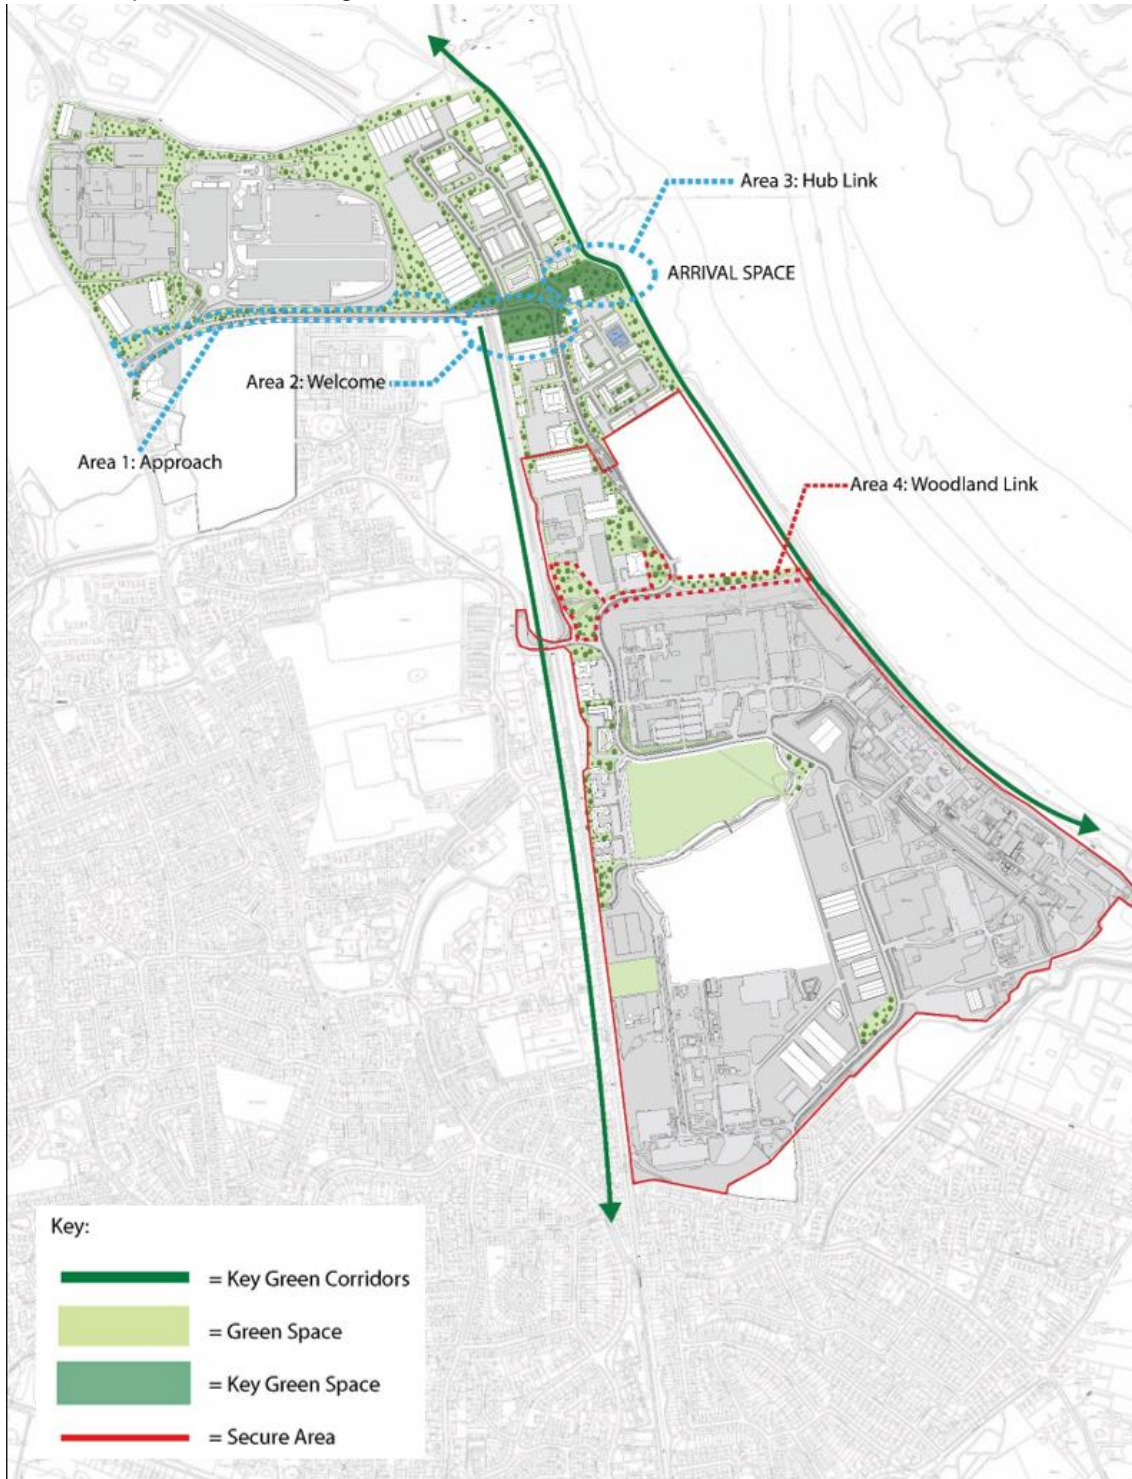 Area 3: Hub Link
ARRIVAL SPACE
Area 2: Welcome
Area 1: Approach
Area 4: Woodland Link
Key:
= Key Green Corridors
= Green Space
= Key Green Space
= Secure Area